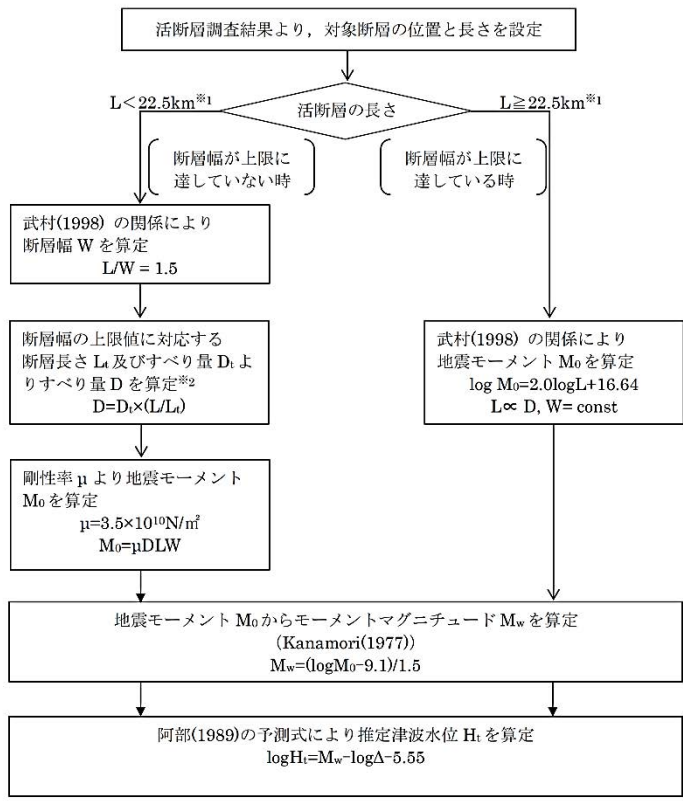 活断層調査結果より，対象断層の位置と長さを設定
L＜22.5km※1
活断層の長さ
L≧22.5km※1
断層幅が上限に
達していない時
断層幅が上限に
達している時
武村(1998) の関係により
断層幅 W を算定
L/W = 1.5
断層幅の上限値に対応する
断層長さ Lt 及びすべり量 Dt よ
りすべり量 D を算定※2
D=Dt×(L/Lt)
武村(1998) の関係により
地震モーメント M0 を算定
log M0=2.0logL+16.64
L∝ D, W= const
剛性率 μ より地震モーメント
M0 を算定
μ=3.5×10¹⁰N/㎡
M0=μDLW
地震モーメント M0 からモーメントマグニチュード Mw を算定
（Kanamori(1977)）
Mw=(logM0-9.1)/1.5
阿部(1989)の予測式により推定津波水位 Ht を算定
logHt=Mw-logΔ-5.55